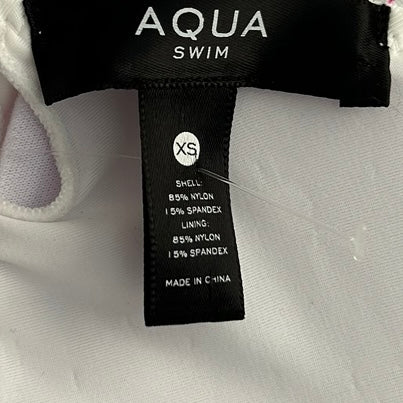 AQUA
SWIM
XS
SHELL:
85% NYLON
15% SPANDEX
LINING:
85% NYLON
15% SPANDEX
MADE IN CHINA